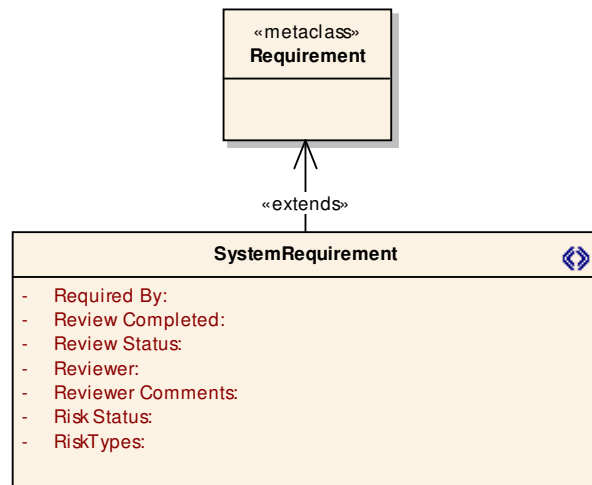 «metaclass»
Requirement
«extends»
SystemRequirement
- Required By:
- Review Completed:
- Review Status:
- Reviewer:
- Reviewer Comments:
- Risk Status:
- RiskTypes: